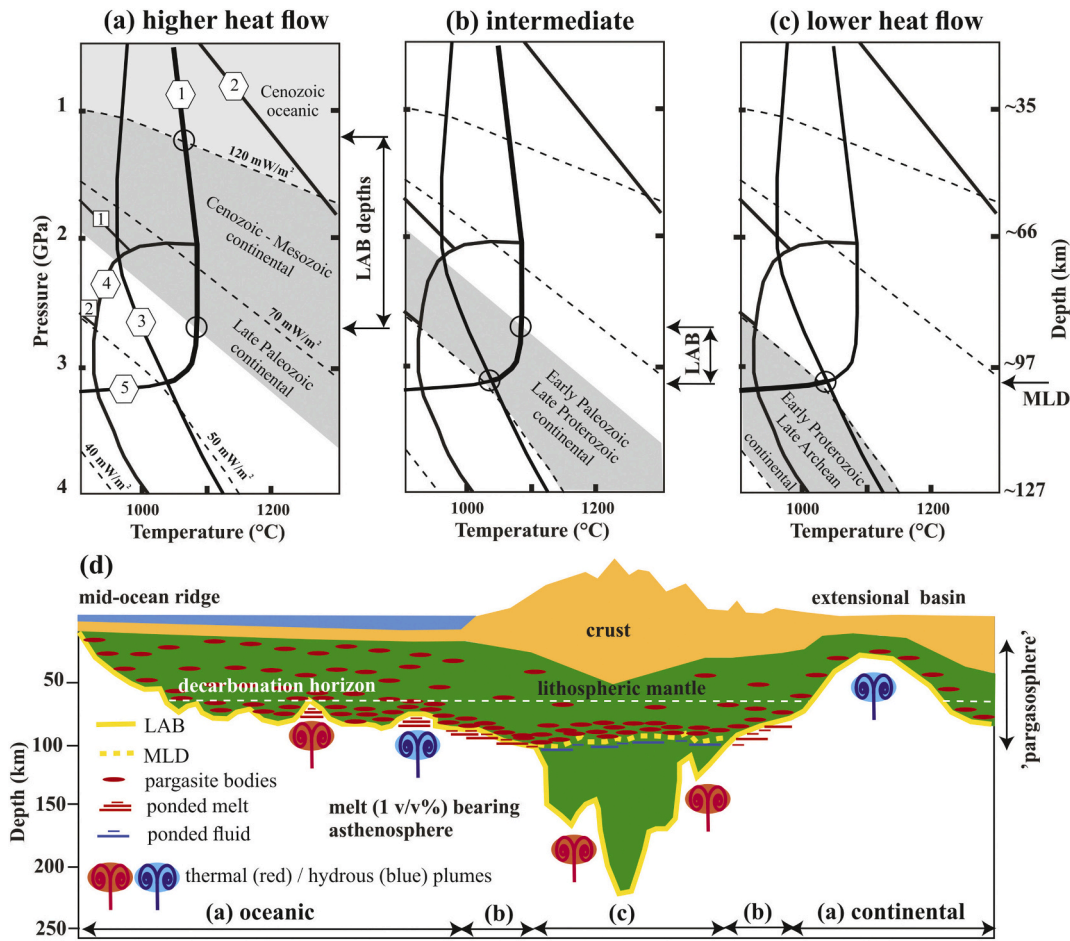 (a) higher heat flow
(b) intermediate
(c) lower heat flow
1
2
Cenozoic
oceanic
120 mW/m²
1
Cenozoic - Mesozoic
continental
70 mW/m²
4
3
2
Late Paleozoic
continental
5
50 mW/m²
40 mW/m²
1
2
3
4
Pressure (GPa)
1000
1200
Temperature (°C)
LAB depths
Early Paleozoic
Late Proterozoic
continental
1000
1200
Temperature (°C)
LAB
Early Proterozoic
Late Archean
continental
1000
1200
Temperature (°C)
~35
~66
~97
~127
Depth (km)
MLD
(d)
mid-ocean ridge
extensional basin
crust
decarbonation horizon
lithospheric mantle
'pargasosphere'
50
100
150
200
250
Depth (km)
LAB
MLD
pargasite bodies
ponded melt
ponded fluid
melt (1 v/v%) bearing
asthenosphere
thermal (red) / hydrous (blue) plumes
(a) oceanic
(b)
(c)
(b)
(a) continental